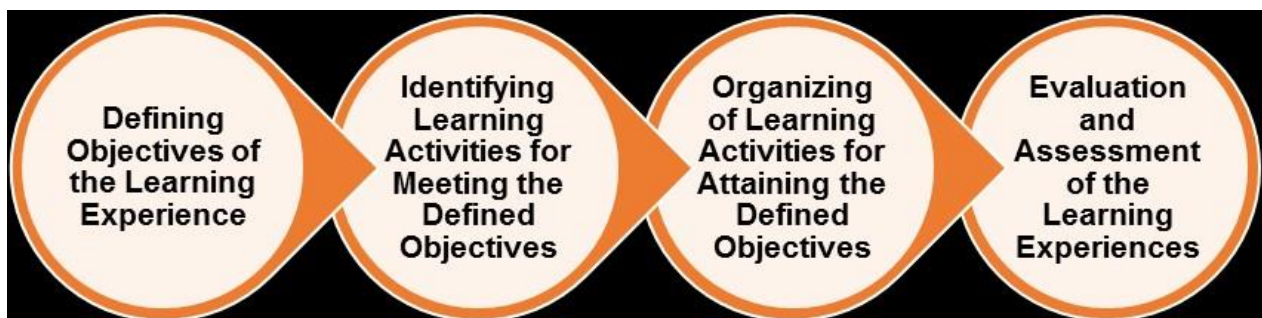 Defining
Objectives of
the Learning
Experience
Identifying
Learning
Activities for
Meeting the
Defined
Objectives
Organizing
of Learning
Activities for
Attaining the
Defined
Objectives
Evaluation
and
Assessment
of the
Learning
Experiences